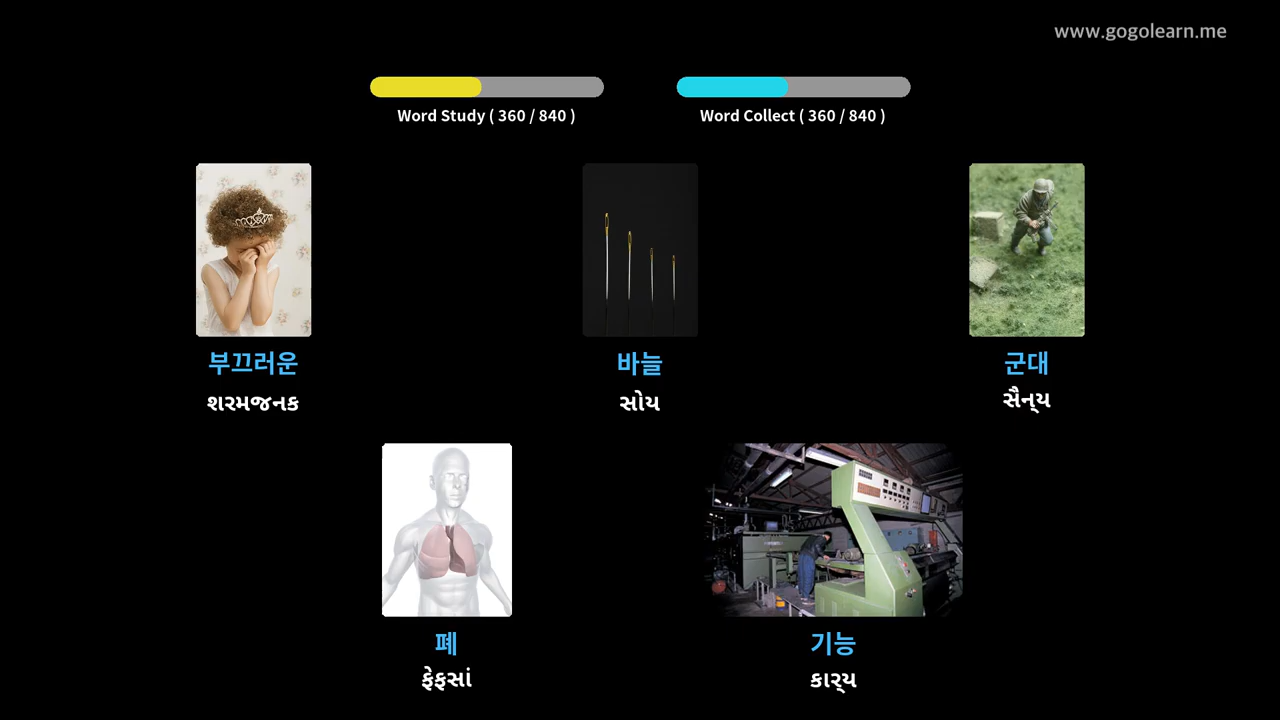 www.gogolearn.me
Word Study ( 360 / 840 )
Word Collect ( 360 / 840 )
부끄러운
શરમજનક
바늘
સોય
군대
સૈન્ય
폐
ફેફસાં
기능
કાર્ય